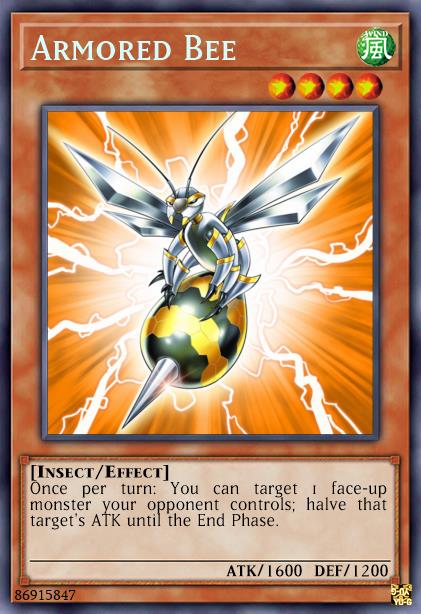 Armored Bee
WIND
風
[Insect/Effect]
Once per turn: You can target 1 face-up
monster your opponent controls; halve that
target's ATK until the End Phase.
ATK/1600 DEF/1200
86915847